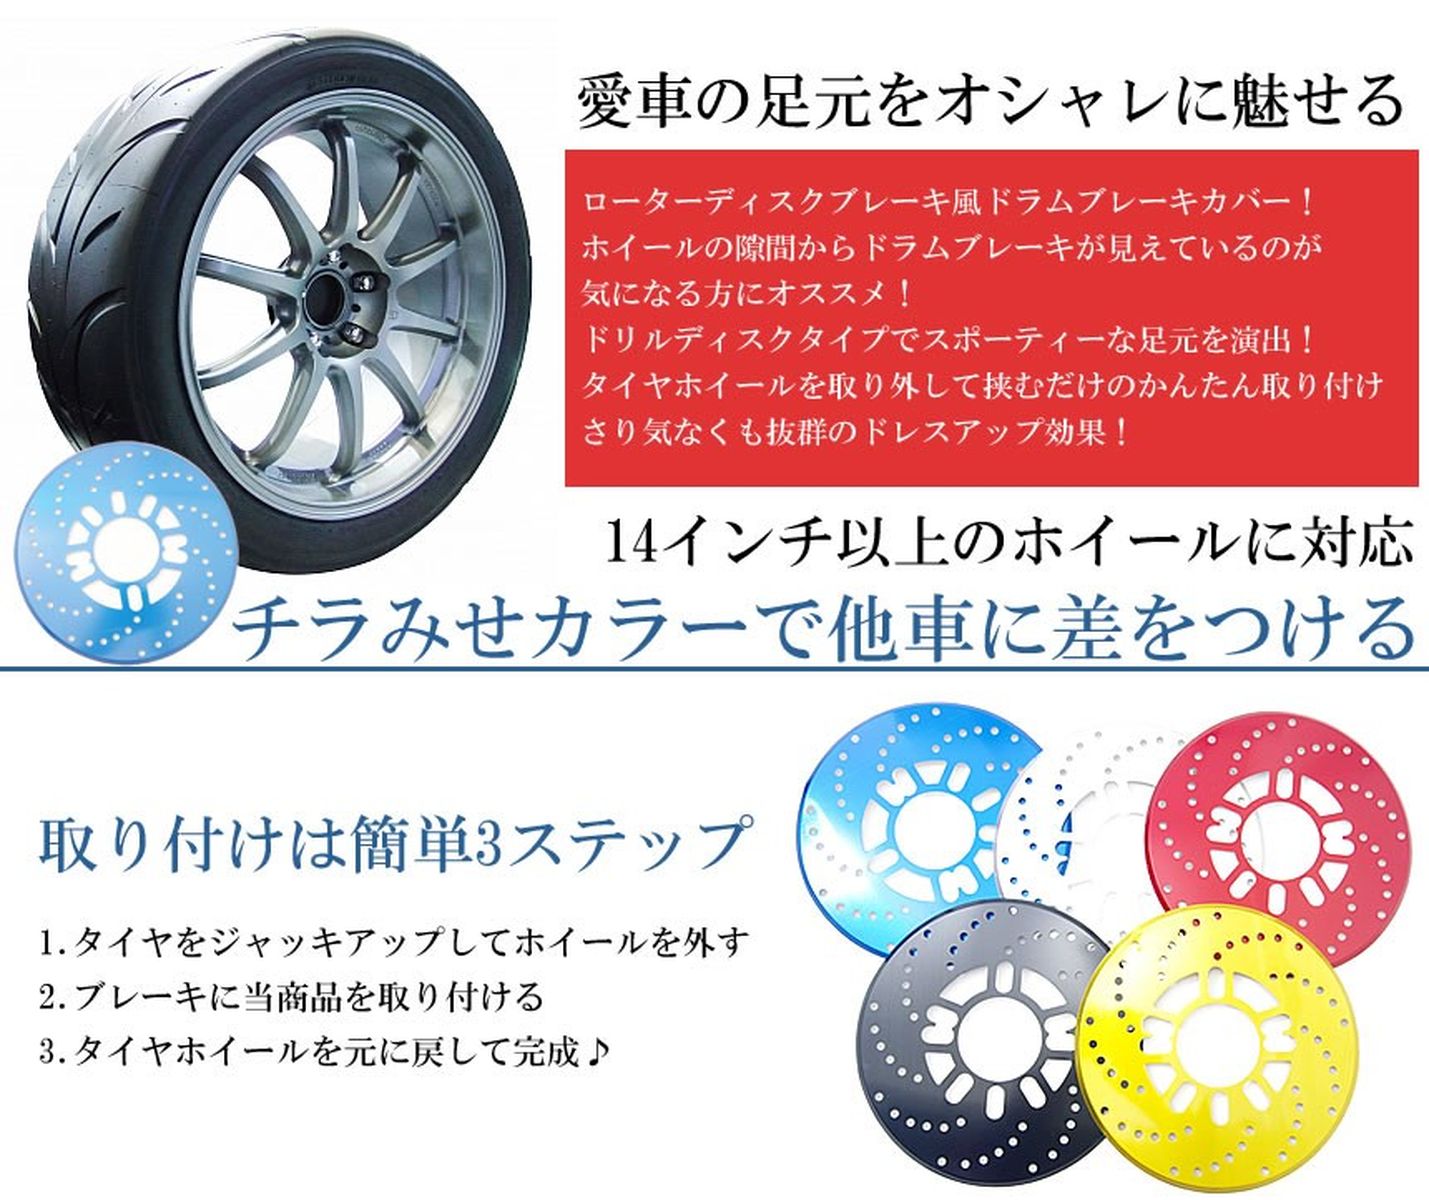 愛車の足元をオシャレに魅せる
ローターディスクブレーキ風ドラムブレーキカバー！
ホイールの隙間からドラムブレーキが見えているのが
気になる方にオススメ！
ドリルディスクタイプでスポーティーな足元を演出！
タイヤホイールを取り外して挟むだけのかんたん取り付け
さり気なくも抜群のドレスアップ効果！
14インチ以上のホイールに対応
チラみせカラーで他車に差をつける
取り付けは簡単3ステップ
1.タイヤをジャッキアップしてホイールを外す
2.ブレーキに当商品を取り付ける
3.タイヤホイールを元に戻して完成♪